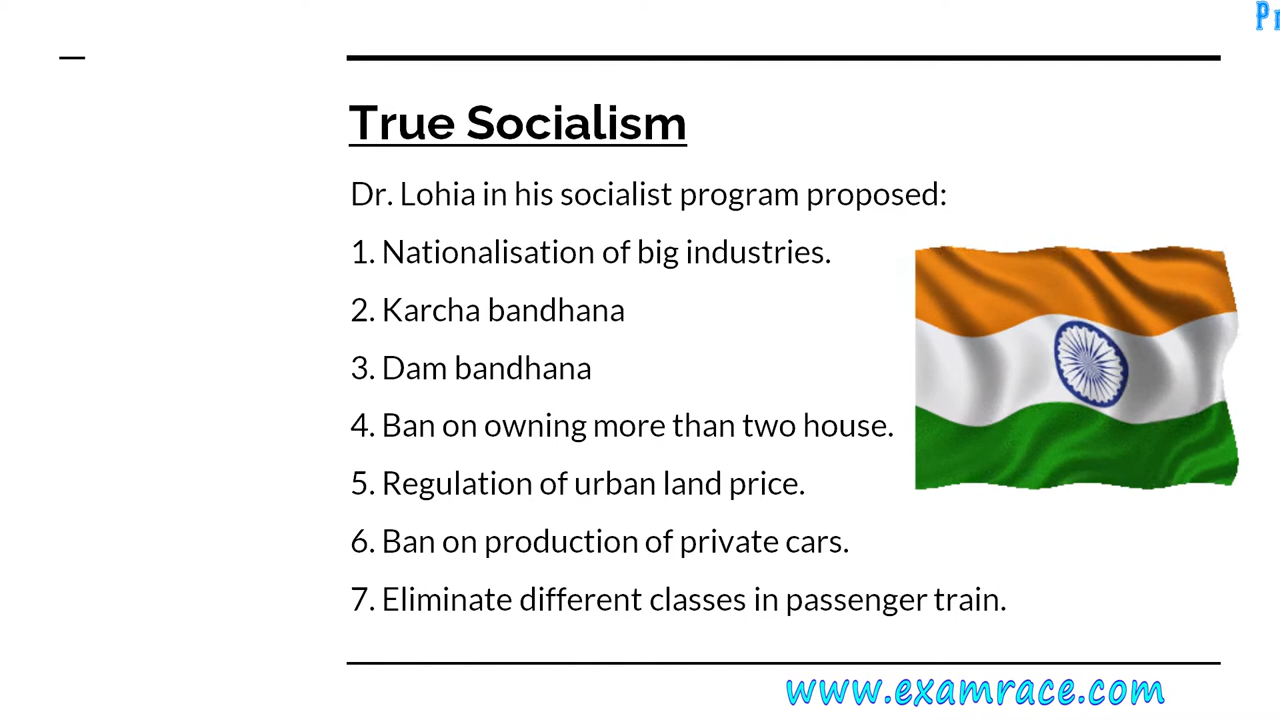 True Socialism
Dr. Lohia in his socialist program proposed:
1. Nationalisation of big industries.
2. Karcha bandhana
3. Dam bandhana
4. Ban on owning more than two house.
5. Regulation of urban land price.
6. Ban on production of private cars.
7. Eliminate different classes in passenger train.
www.examrace.com